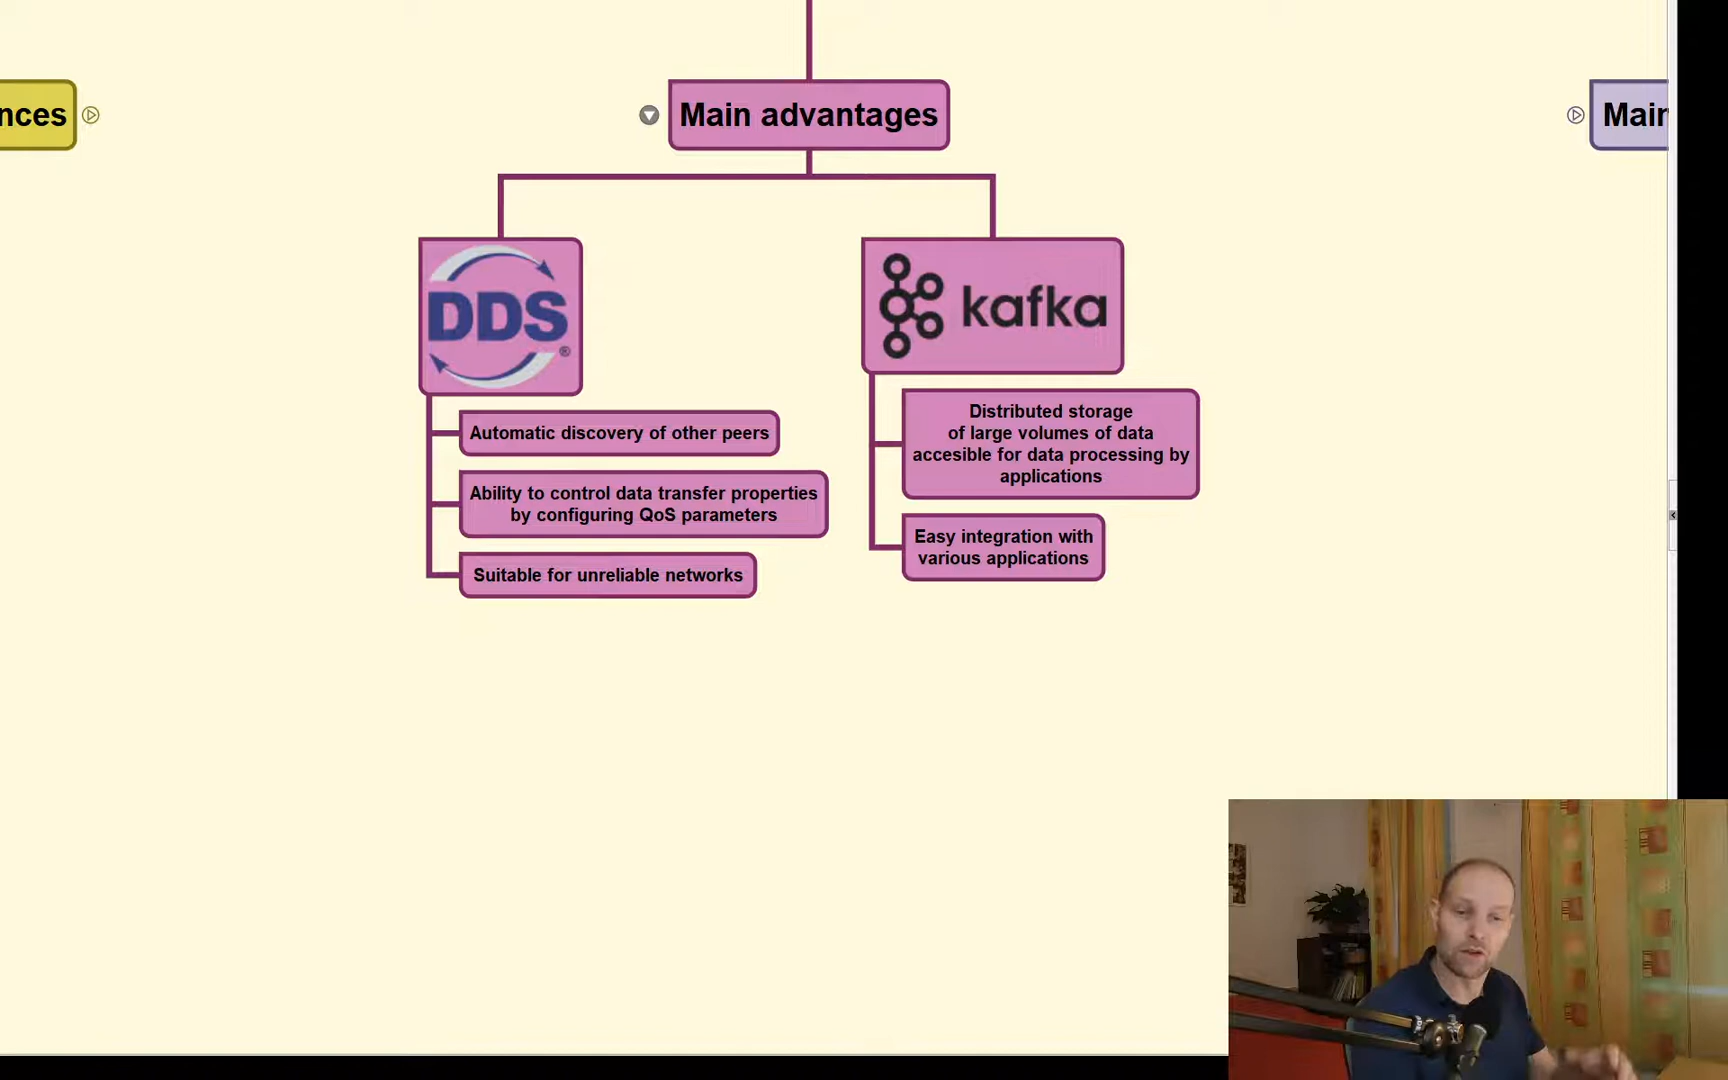 nces
Main advantages
Mair
DDS
®
kafka
Automatic discovery of other peers
Ability to control data transfer properties
by configuring QoS parameters
Suitable for unreliable networks
Distributed storage
of large volumes of data
accesible for data processing by
applications
Easy integration with
various applications